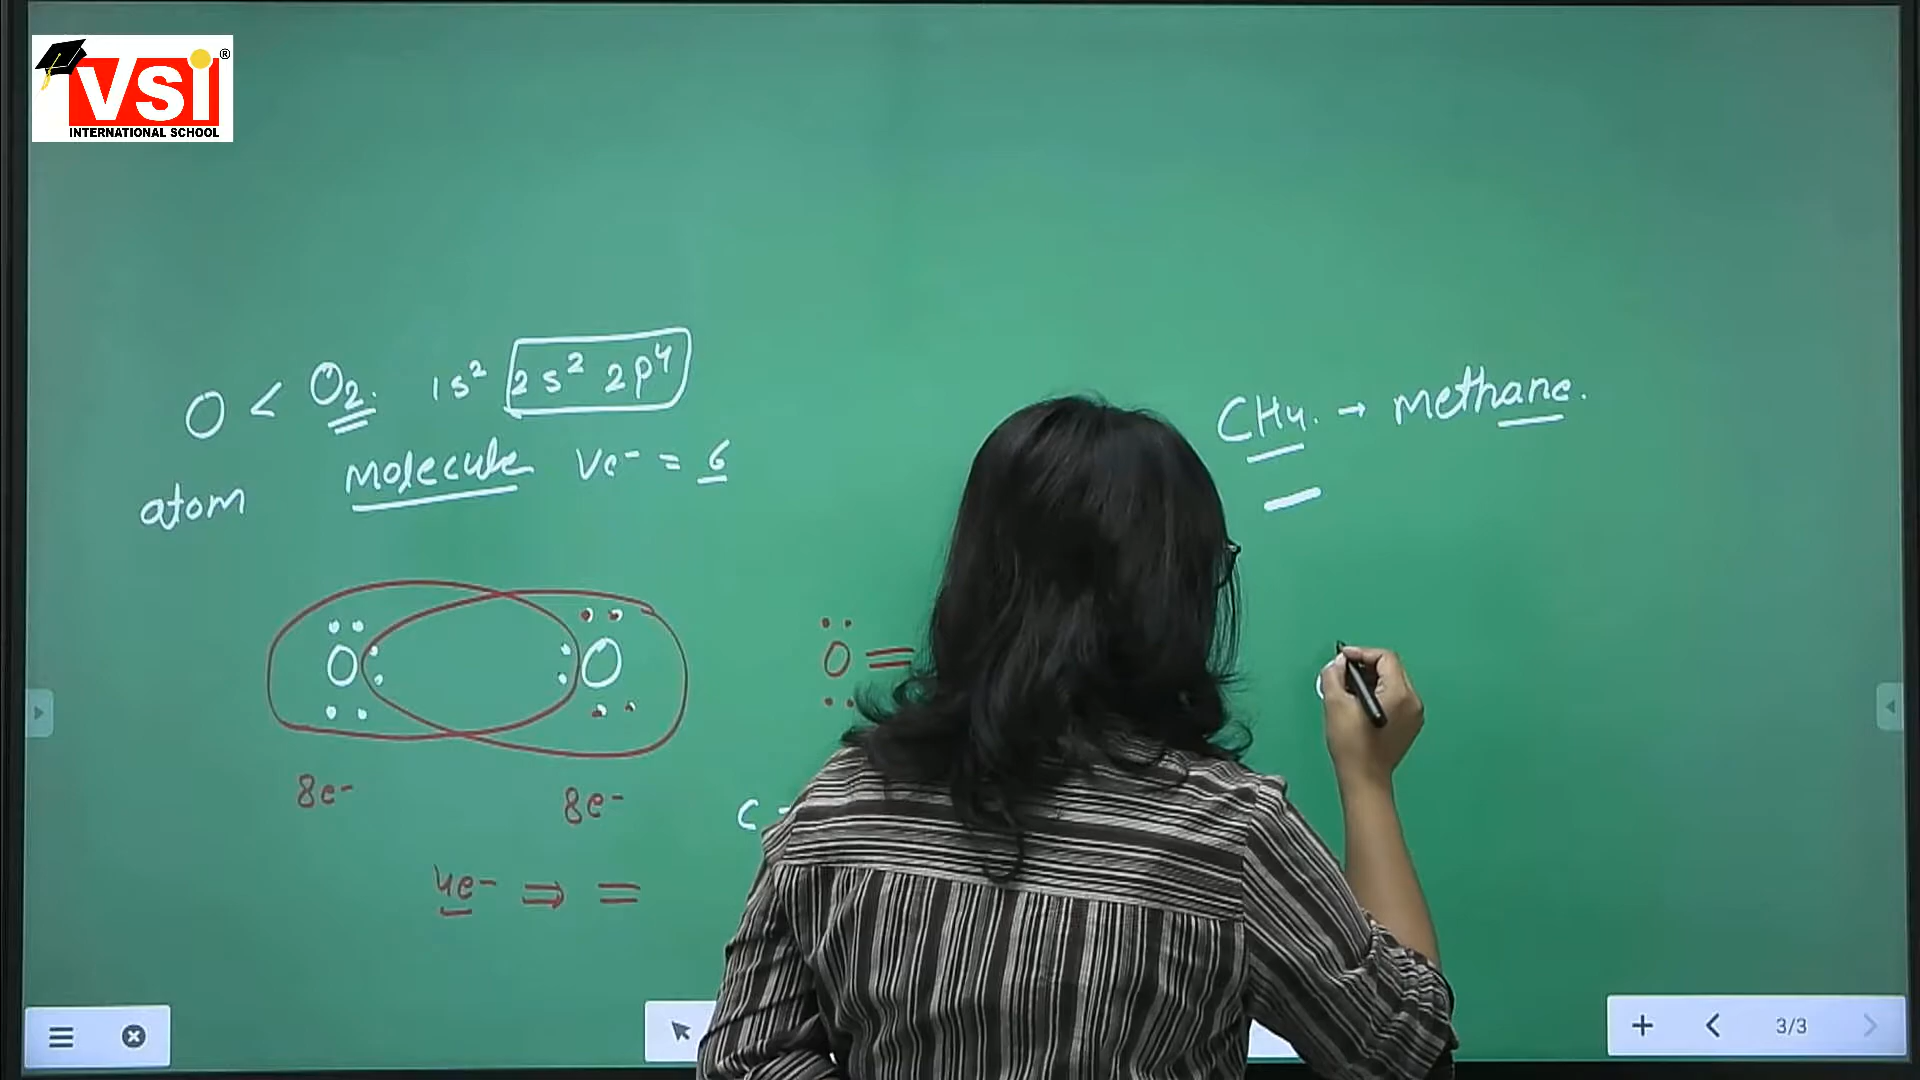 VSI®
INTERNATIONAL SCHOOL
O < O2. 1s² 2s² 2p⁴
atom molecule Ve⁻ = 6
CH4. → methane.
O O
O =
8e⁻ 8e⁻
C -
4e⁻ ⇒ =
3/3